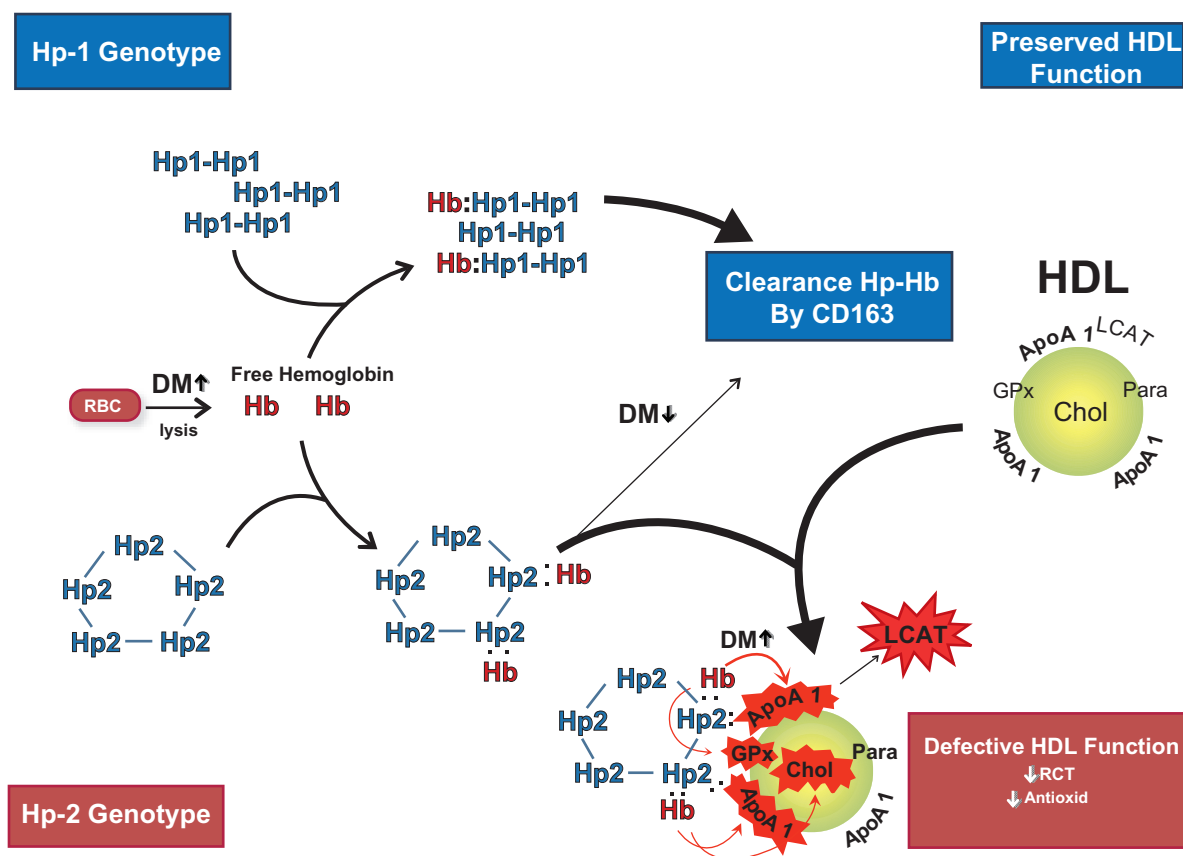 Hp-1 Genotype
Preserved HDL
Function
Hp1-Hp1
Hp1-Hp1
Hp1-Hp1
Hb:Hp1-Hp1
Hp1-Hp1
Hb:Hp1-Hp1
Clearance Hp-Hb
By CD163
HDL
ApoA 1
LCAT
GPx
Para
Chol
ApoA 1
ApoA 1
RBC
DM↑
lysis
Free Hemoglobin
Hb Hb
DM↓
Hp2
Hp2
Hp2
Hp2
Hp2
Hp2
Hp2
Hp2
:Hb
Hp2
Hp2
Hb
DM↑
LCAT
Hb
Hp2
Hp2
Hp2:
ApoA 1
GPx
Para
Chol
Hp2
Hp2
Hb
ApoA 1
ApoA 1
Defective HDL Function
↓RCT
↓ Antioxid
Hp-2 Genotype